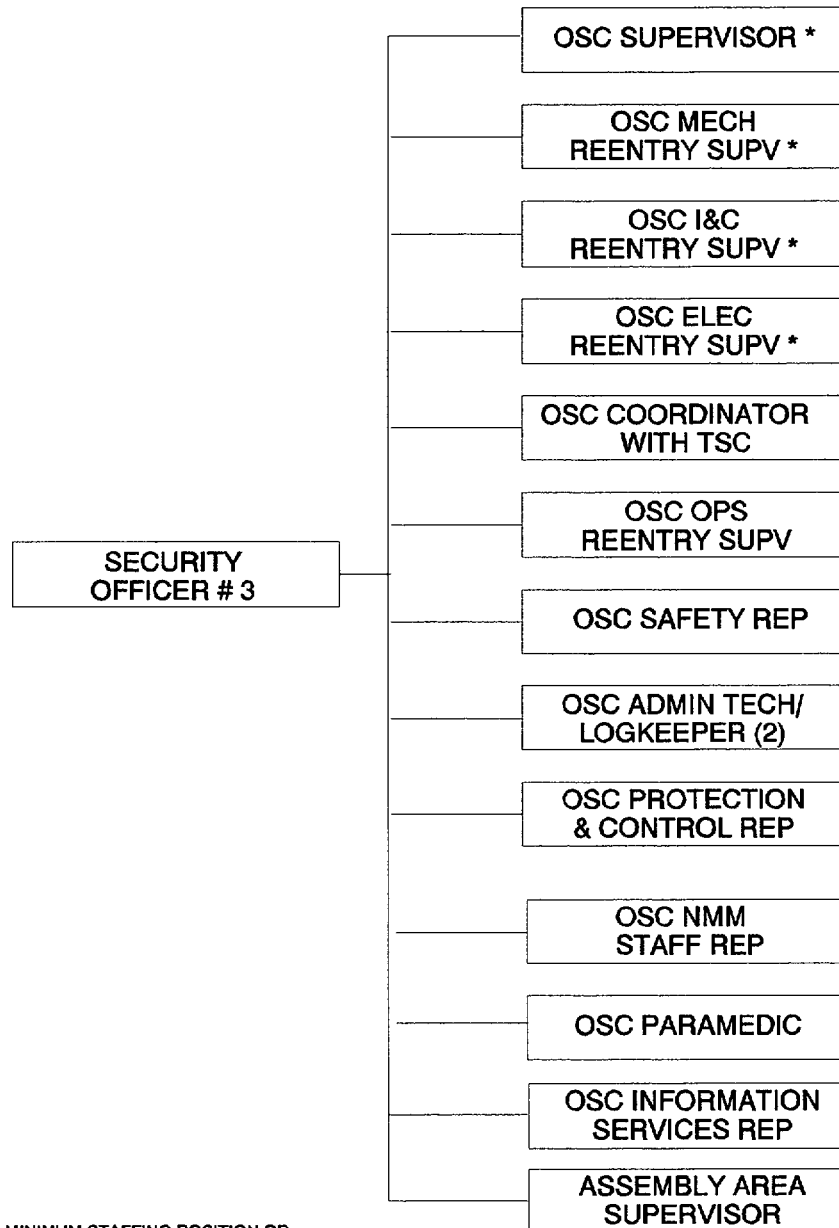 OSC SUPERVISOR *
OSC MECH
REENTRY SUPV *
OSC I&C
REENTRY SUPV *
OSC ELEC
REENTRY SUPV *
OSC COORDINATOR
WITH TSC
OSC OPS
REENTRY SUPV
SECURITY
OFFICER # 3
OSC SAFETY REP
OSC ADMIN TECH/
LOGKEEPER (2)
OSC PROTECTION
& CONTROL REP
OSC NMM
STAFF REP
OSC PARAMEDIC
OSC INFORMATION
SERVICES REP
ASSEMBLY AREA
SUPERVISOR
MINIMUM STAFFING POSITION OR